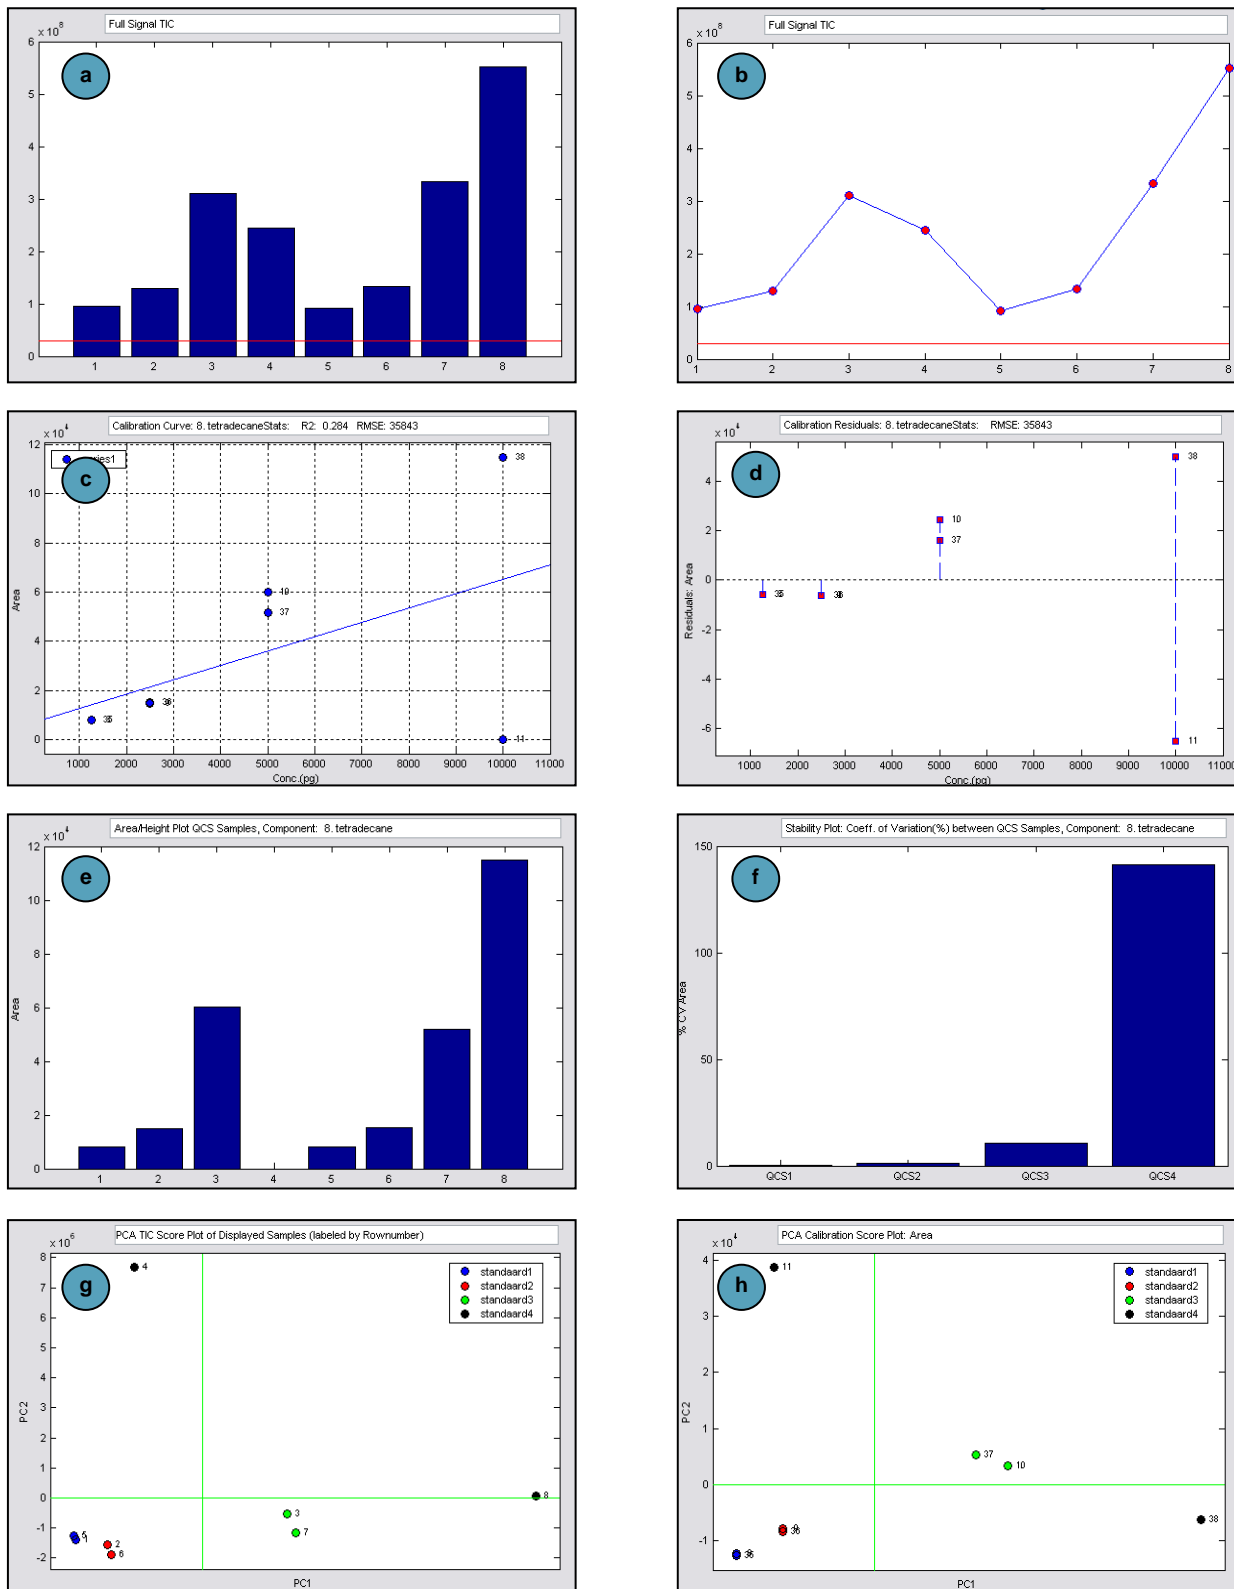 Full Signal TIC
x 10^8
a
6
5
4
3
2
1
0
1 2 3 4 5 6 7 8
Full Signal TIC
x 10^8
b
6
5
4
3
2
1
0
1 2 3 4 5 6 7 8
Calibration Curve: 8. tetradecaneStats: R2: 0.284 RMSE: 35843
x 10^4
c
12
10
8
6
4
2
0
Area
38
10
37
11
1000 2000 3000 4000 5000 6000 7000 8000 9000 10000 11000
Conc.(pg)
Calibration Residuals: 8. tetradecaneStats: RMSE: 35843
x 10^4
d
4
2
0
-2
-4
-6
Residuals: Area
38
10
37
11
1000 2000 3000 4000 5000 6000 7000 8000 9000 10000 11000
Conc.(pg)
Area/Height Plot QCS Samples, Component: 8. tetradecane
x 10^4
e
12
10
8
6
4
2
0
Area
1 2 3 4 5 6 7 8
Stability Plot: Coeff. of Variation(%) between QCS Samples, Component: 8. tetradecane
f
150
100
50
0
% CV Area
QCS1 QCS2 QCS3 QCS4
PCA TIC Score Plot of Displayed Samples (labeled by Rownumber)
x 10^6
g
8
7
6
5
4
3
2
1
0
-1
-2
PC2
4
standaard1
standaard2
standaard3
standaard4
8
3
7
5
1
2
6
PC1
PCA Calibration Score Plot: Area
x 10^4
h
4
3
2
1
0
-1
PC2
11
standaard1
standaard2
standaard3
standaard4
37
10
38
36
PC1